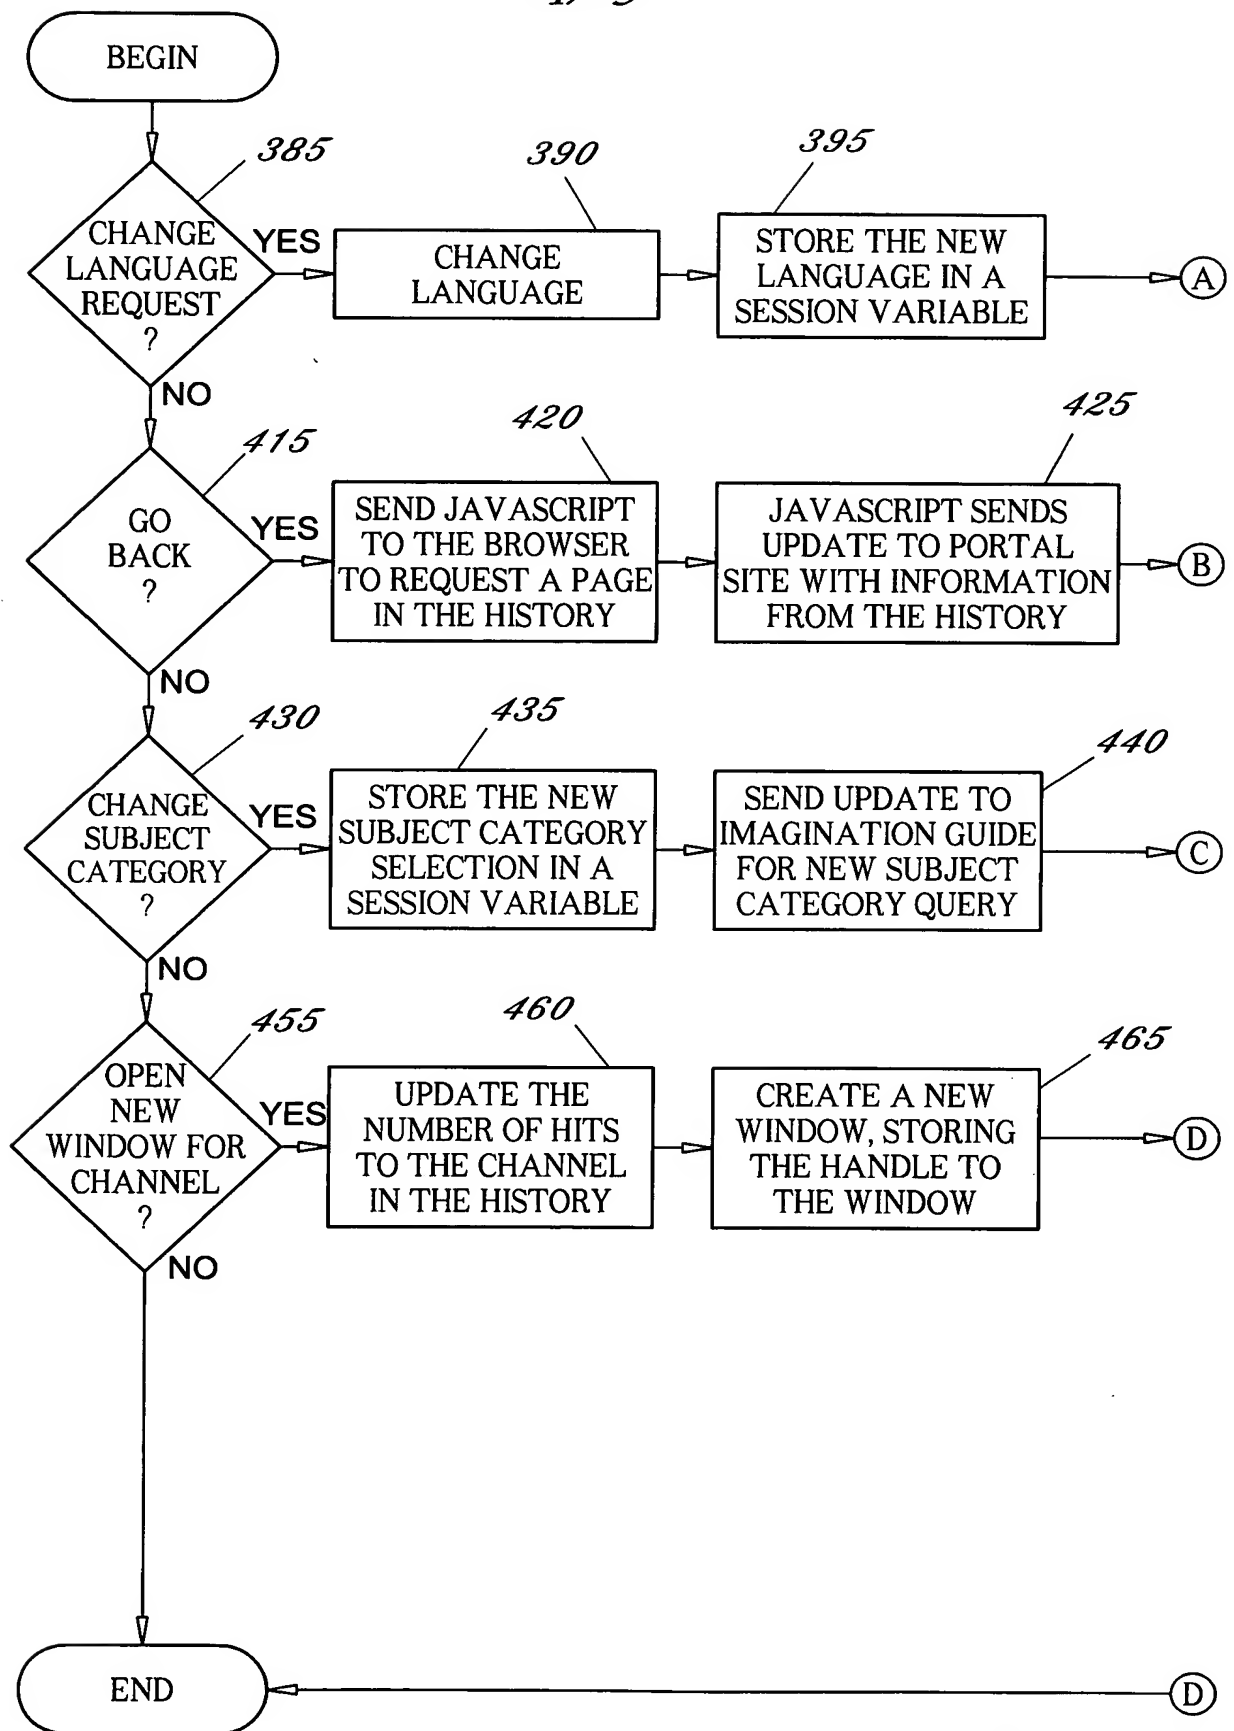 BEGIN
385
390
395
CHANGE
LANGUAGE
REQUEST
?
YES
CHANGE
LANGUAGE
STORE THE NEW
LANGUAGE IN A
SESSION VARIABLE
A
NO
415
420
425
GO
BACK
?
YES
SEND JAVASCRIPT
TO THE BROWSER
TO REQUEST A PAGE
IN THE HISTORY
JAVASCRIPT SENDS
UPDATE TO PORTAL
SITE WITH INFORMATION
FROM THE HISTORY
B
NO
430
435
440
CHANGE
SUBJECT
CATEGORY
?
YES
STORE THE NEW
SUBJECT CATEGORY
SELECTION IN A
SESSION VARIABLE
SEND UPDATE TO
IMAGINATION GUIDE
FOR NEW SUBJECT
CATEGORY QUERY
C
NO
455
460
465
OPEN
NEW
WINDOW FOR
CHANNEL
?
YES
UPDATE THE
NUMBER OF HITS
TO THE CHANNEL
IN THE HISTORY
CREATE A NEW
WINDOW, STORING
THE HANDLE TO
THE WINDOW
D
NO
END
D